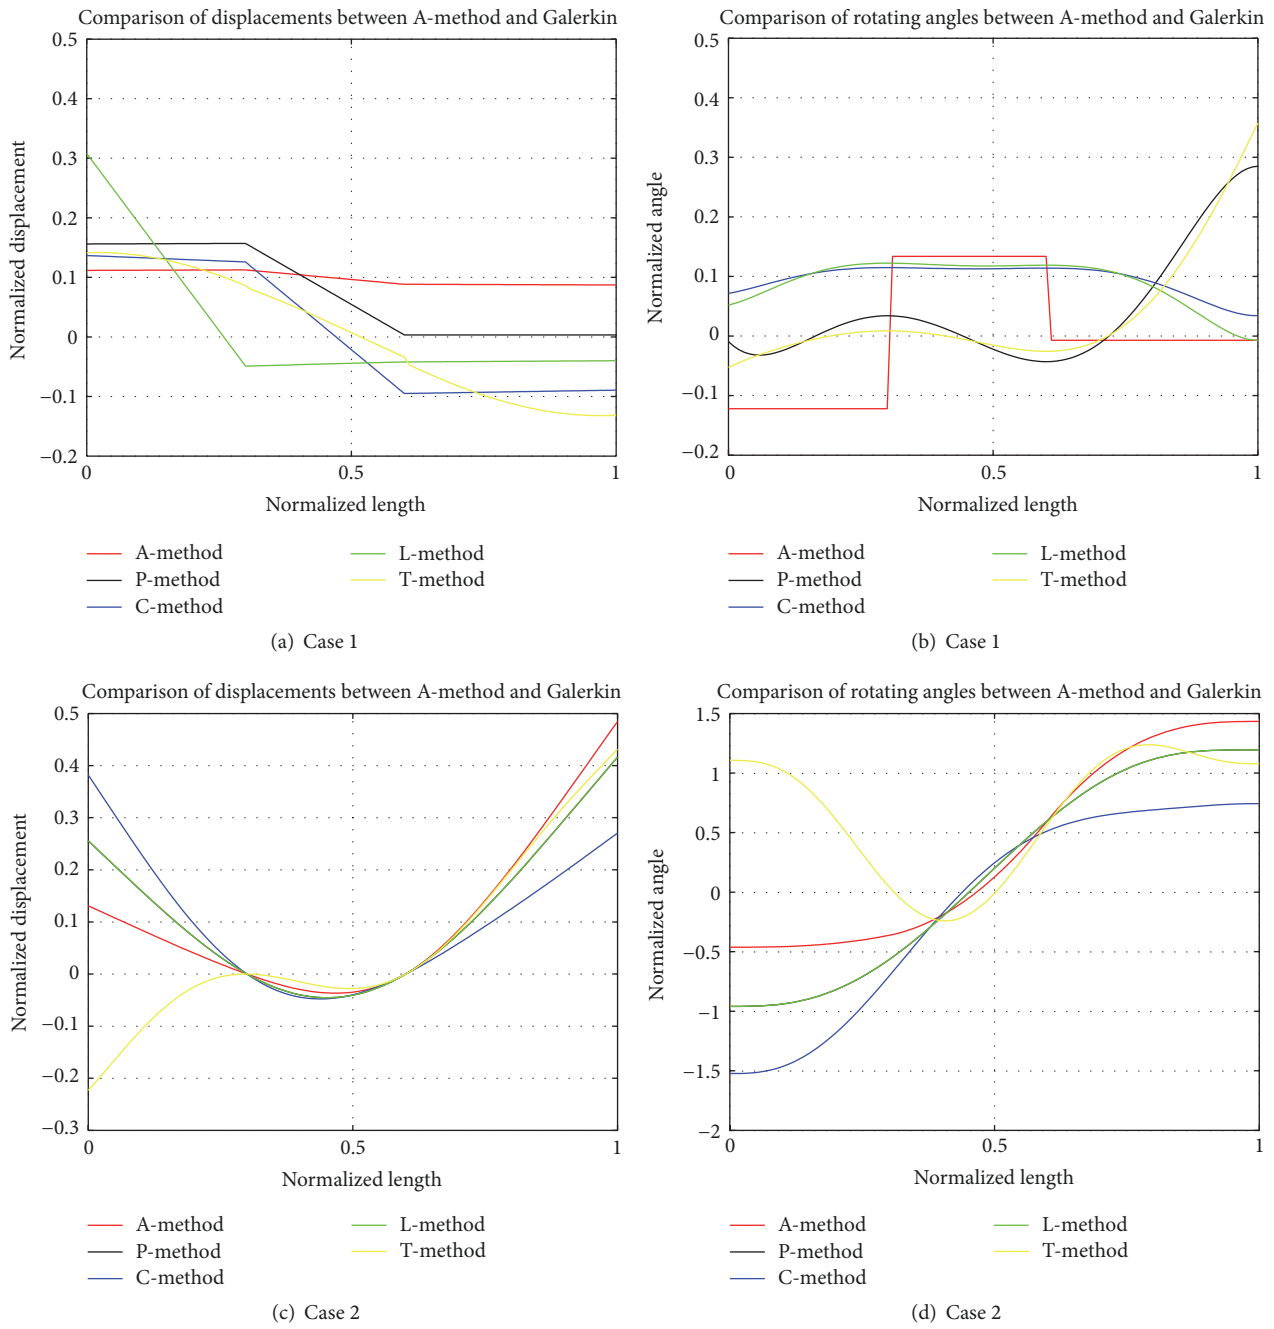 Comparison of displacements between A-method and Galerkin
0.5
0.4
0.3
0.2
0.1
0
−0.1
−0.2
0
0.5
1
Normalized displacement
Normalized length
A-method
P-method
C-method
L-method
T-method
(a) Case 1
Comparison of rotating angles between A-method and Galerkin
0.5
0.4
0.3
0.2
0.1
0
−0.1
−0.2
0
0.5
1
Normalized angle
Normalized length
A-method
P-method
C-method
L-method
T-method
(b) Case 1
Comparison of displacements between A-method and Galerkin
0.5
0.4
0.3
0.2
0.1
0
−0.1
−0.2
−0.3
0
0.5
1
Normalized displacement
Normalized length
A-method
P-method
C-method
L-method
T-method
(c) Case 2
Comparison of rotating angles between A-method and Galerkin
1.5
1
0.5
0
−0.5
−1
−1.5
−2
0
0.5
1
Normalized angle
Normalized length
A-method
P-method
C-method
L-method
T-method
(d) Case 2